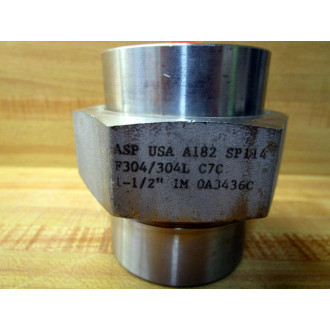 ASP USA A182 SP114
F304/304L C7C
1-1/2" 1M 0A3436C